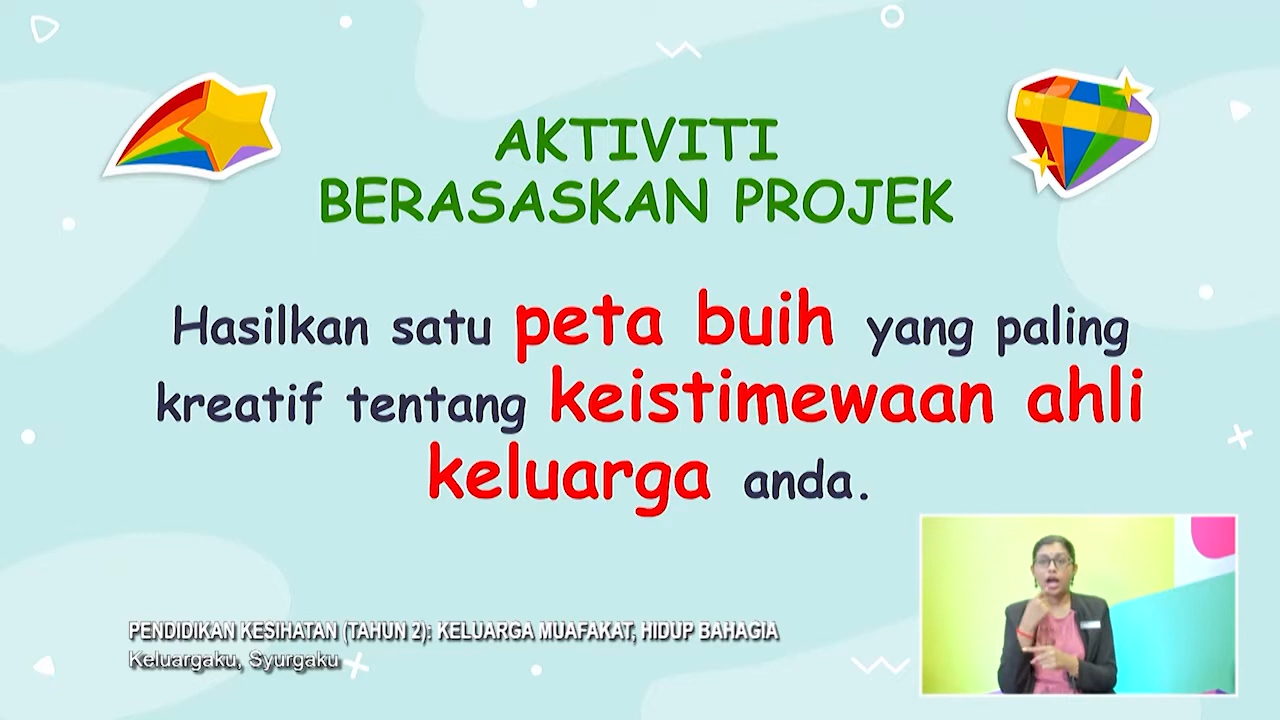 AKTIVITI
BERASASKAN PROJEK
Hasilkan satu peta buih yang paling
kreatif tentang keistimewaan ahli
keluarga anda.
PENDIDIKAN KESIHATAN (TAHUN 2): KELUARGA MUAFAKAT, HIDUP BAHAGIA
Keluargaku, Syurgaku